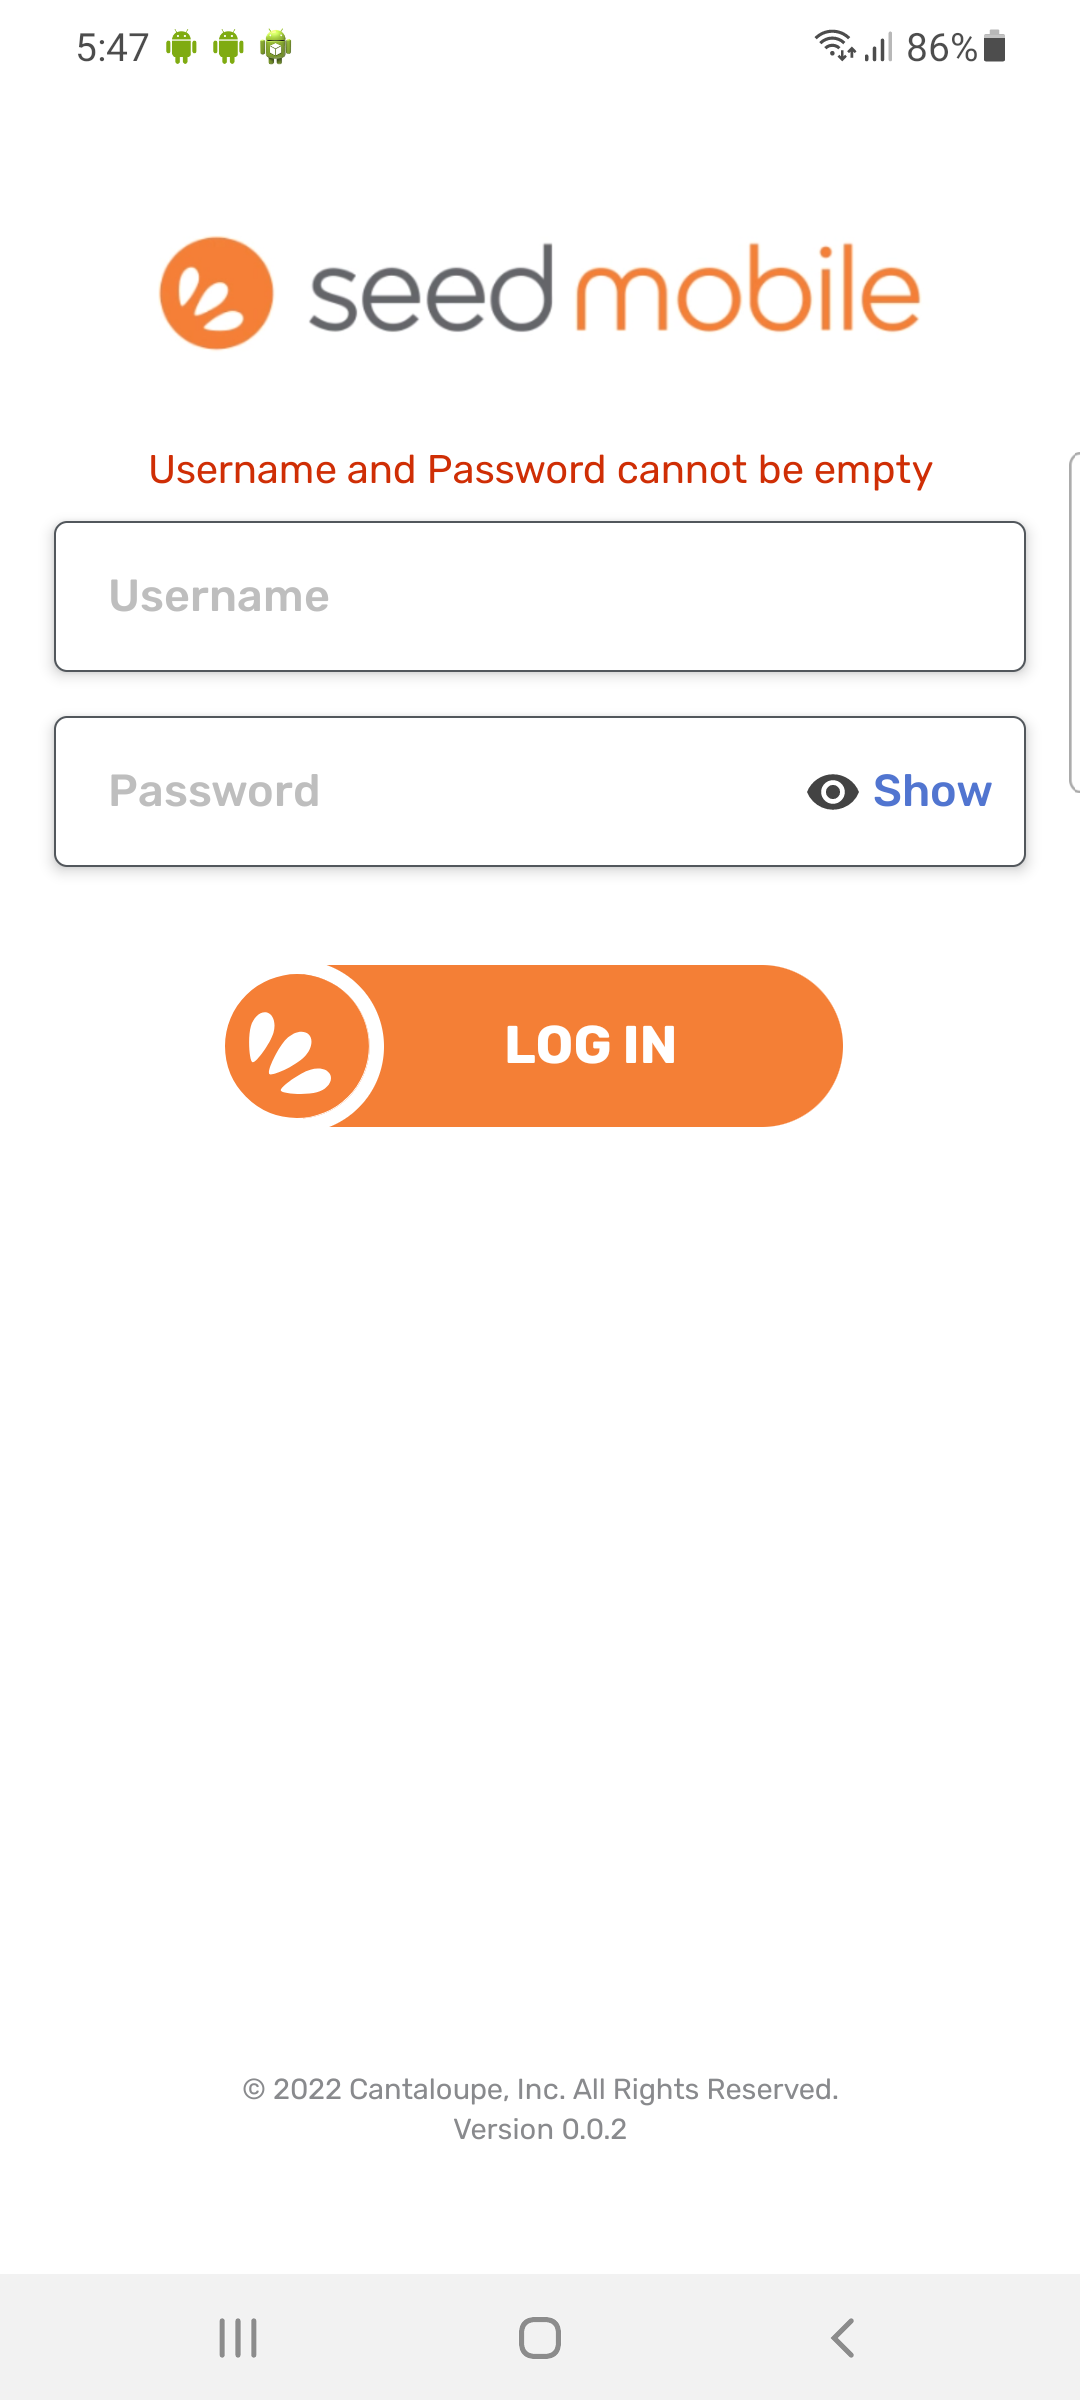 5:47 86%
seed mobile
Username and Password cannot be empty
Username
Password Show
LOG IN
© 2022 Cantaloupe, Inc. All Rights Reserved.
Version 0.0.2